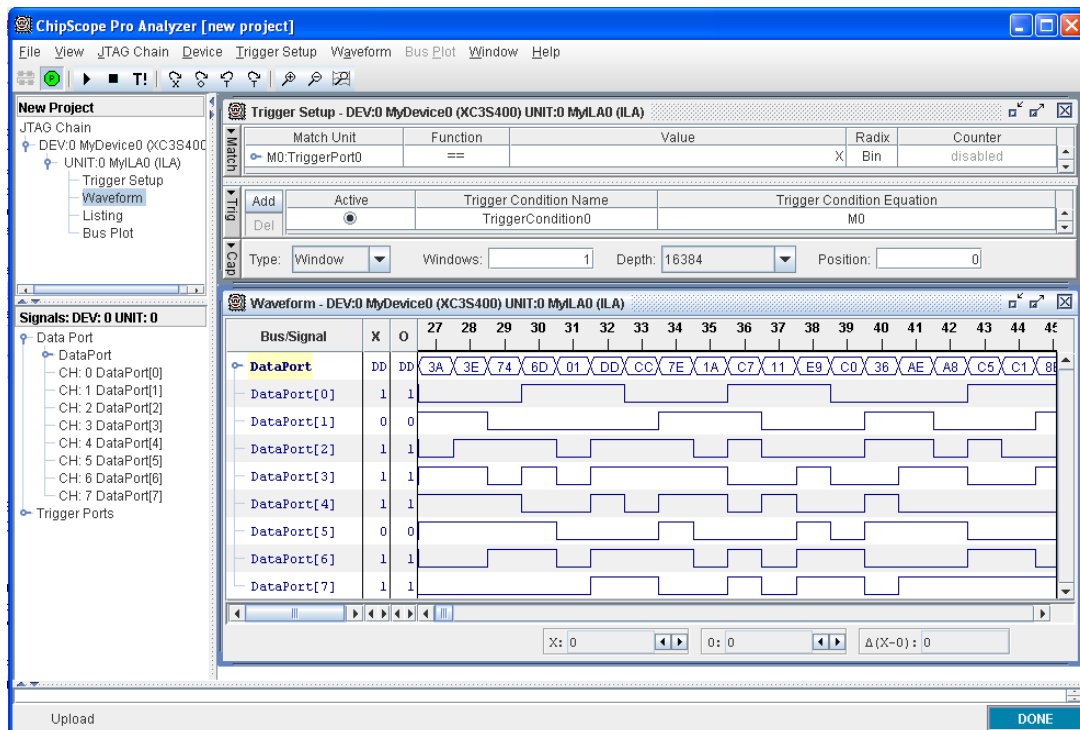 ChipScope Pro Analyzer [new project]
File View JTAG Chain Device Trigger Setup Waveform Bus Plot Window Help
P T!
New Project
JTAG Chain
DEV:0 MyDevice0 (XC3S400
UNIT:0 MyILA0 (ILA)
Trigger Setup
Waveform
Listing
Bus Plot
Signals: DEV: 0 UNIT: 0
Data Port
DataPort
CH: 0 DataPort[0]
CH: 1 DataPort[1]
CH: 2 DataPort[2]
CH: 3 DataPort[3]
CH: 4 DataPort[4]
CH: 5 DataPort[5]
CH: 6 DataPort[6]
CH: 7 DataPort[7]
Trigger Ports
Trigger Setup - DEV:0 MyDevice0 (XC3S400) UNIT:0 MyILA0 (ILA)
Match
Match Unit Function Value Radix Counter
M0:TriggerPort0 == X Bin disabled
Trig
Add Active Trigger Condition Name Trigger Condition Equation
Del TriggerCondition0 M0
Cap
Type: Window Windows: 1 Depth: 16384 Position: 0
Waveform - DEV:0 MyDevice0 (XC3S400) UNIT:0 MyILA0 (ILA)
Bus/Signal X O 27 28 29 30 31 32 33 34 35 36 37 38 39 40 41 42 43 44 45
DataPort DD DD 3A 3E 74 6D 01 DD CC 7E 1A C7 11 E9 C0 36 AE A8 C5 C1 8E
DataPort[0] 1 1
DataPort[1] 0 0
DataPort[2] 1 1
DataPort[3] 1 1
DataPort[4] 1 1
DataPort[5] 0 0
DataPort[6] 1 1
DataPort[7] 1 1
X: 0 O: 0 Δ(X-O): 0
Upload DONE